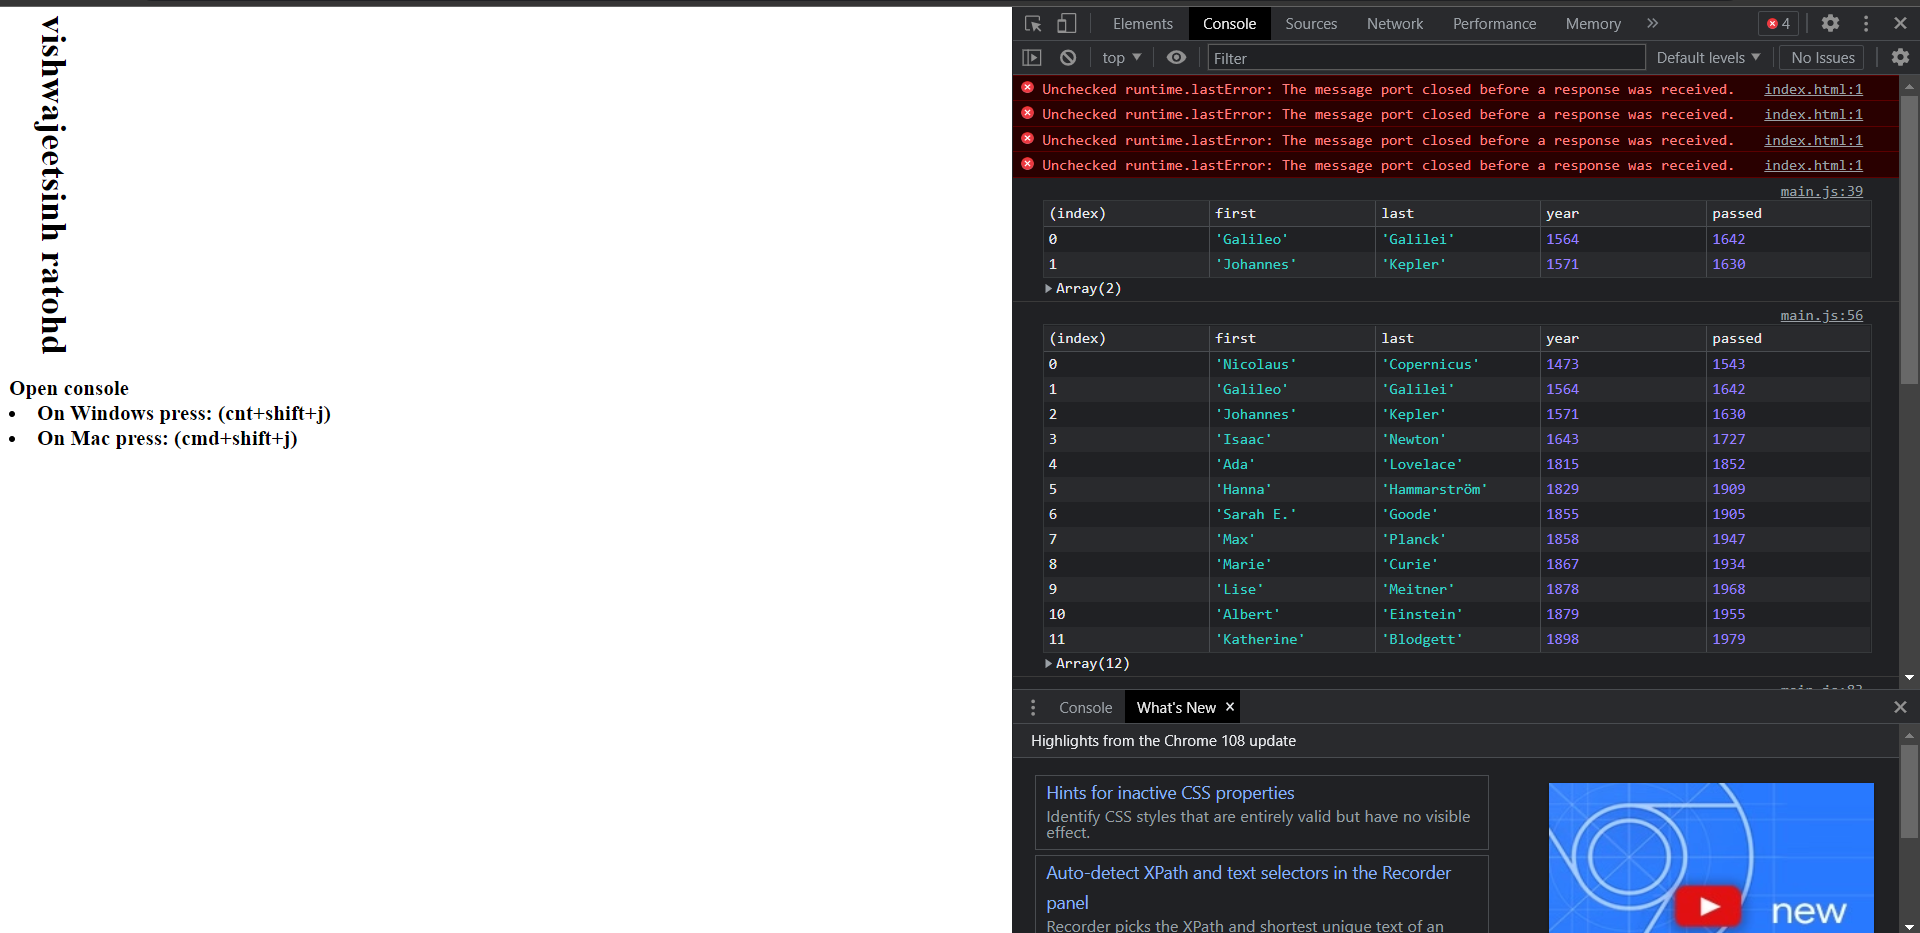 vishwajeetsinh ratohd
Open console
• On Windows press: (cnt+shift+j)
• On Mac press: (cmd+shift+j)
Elements Console Sources Network Performance Memory » 4
top Filter Default levels No Issues
Unchecked runtime.lastError: The message port closed before a response was received. index.html:1
Unchecked runtime.lastError: The message port closed before a response was received. index.html:1
Unchecked runtime.lastError: The message port closed before a response was received. index.html:1
Unchecked runtime.lastError: The message port closed before a response was received. index.html:1
main.js:39
(index) first last year passed
0 'Galileo' 'Galilei' 1564 1642
1 'Johannes' 'Kepler' 1571 1630
Array(2)
main.js:56
(index) first last year passed
0 'Nicolaus' 'Copernicus' 1473 1543
1 'Galileo' 'Galilei' 1564 1642
2 'Johannes' 'Kepler' 1571 1630
3 'Isaac' 'Newton' 1643 1727
4 'Ada' 'Lovelace' 1815 1852
5 'Hanna' 'Hammarström' 1829 1909
6 'Sarah E.' 'Goode' 1855 1905
7 'Max' 'Planck' 1858 1947
8 'Marie' 'Curie' 1867 1934
9 'Lise' 'Meitner' 1878 1968
10 'Albert' 'Einstein' 1879 1955
11 'Katherine' 'Blodgett' 1898 1979
Array(12)
Console What's New ×
Highlights from the Chrome 108 update
Hints for inactive CSS properties
Identify CSS styles that are entirely valid but have no visible
effect.
Auto-detect XPath and text selectors in the Recorder
panel
Recorder picks the XPath and shortest unique text of an
new